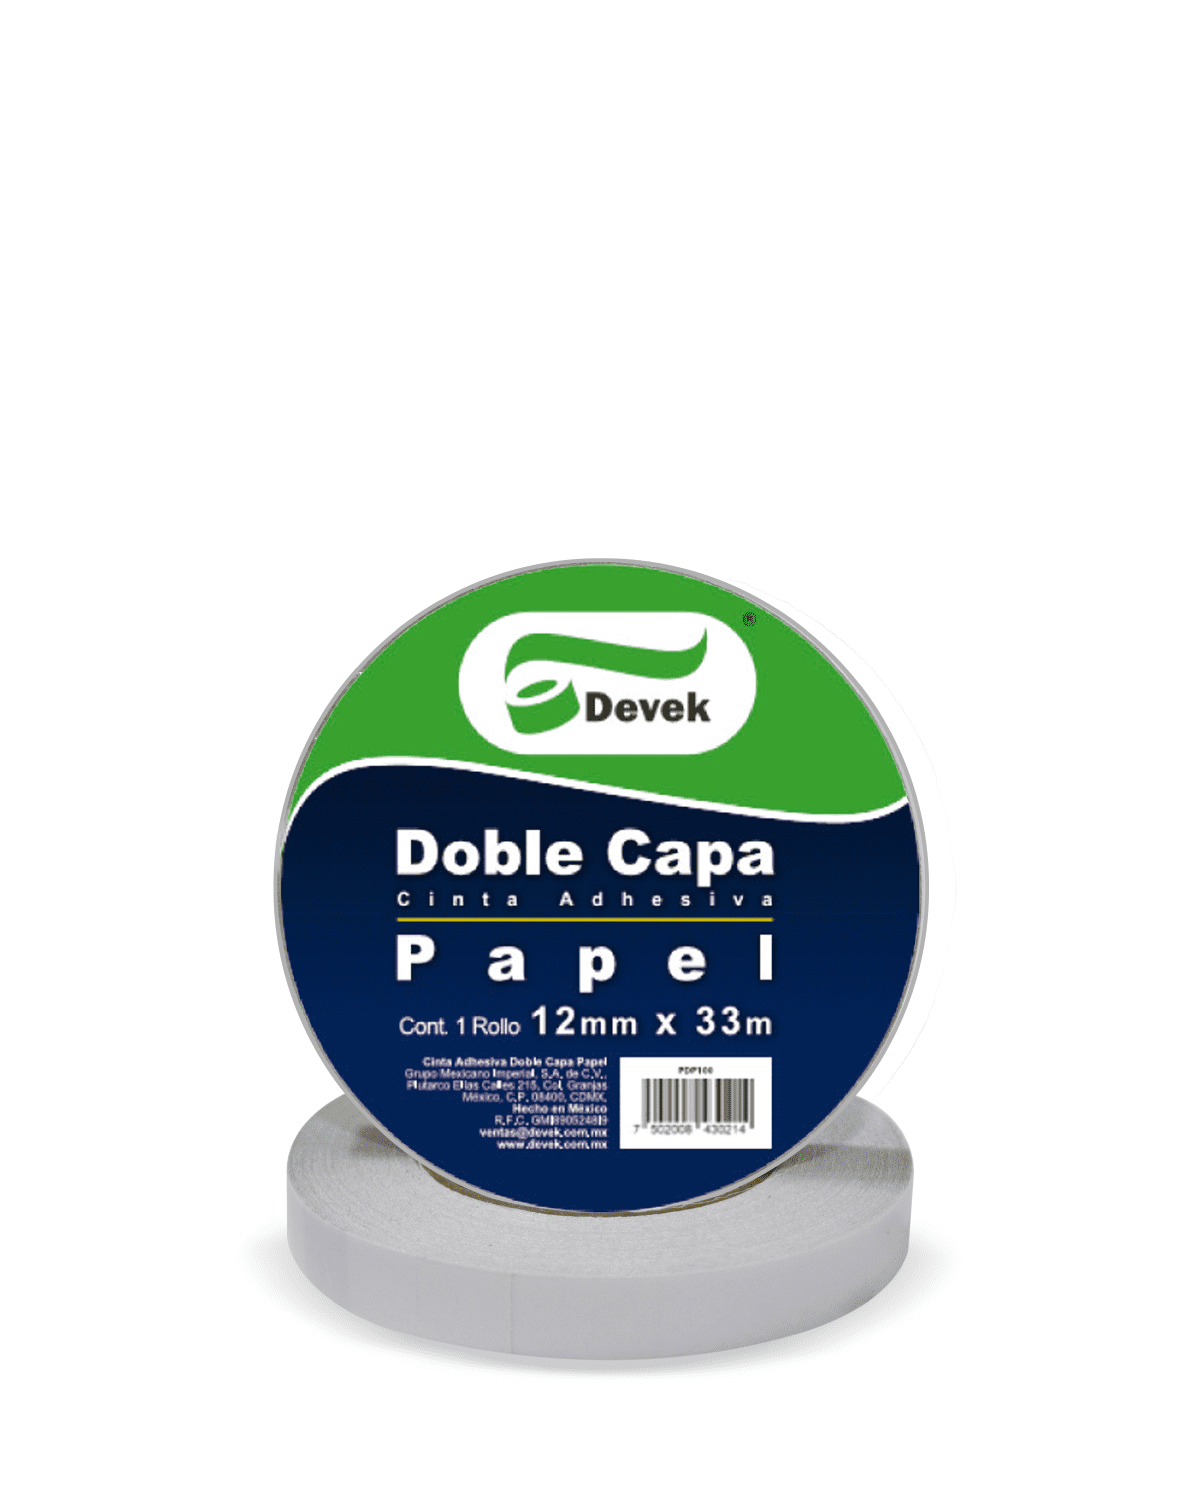 ®
Devek
Doble Capa
Cinta Adhesiva
Papel
Cont. 1 Rollo 12mm x 33m
Cinta Adhesiva Doble Capa Papel
Grupo Mexicano Imperial, S.A. de C.V.,
Plutarco Elías Calles 215, Col. Granjas
México, C.P. 08400, CDMX.
Hecho en México
R.F.C. GMI8905248I9
ventas@devek.com.mx
www.devek.com.mx
PDP100
7 502008 430214